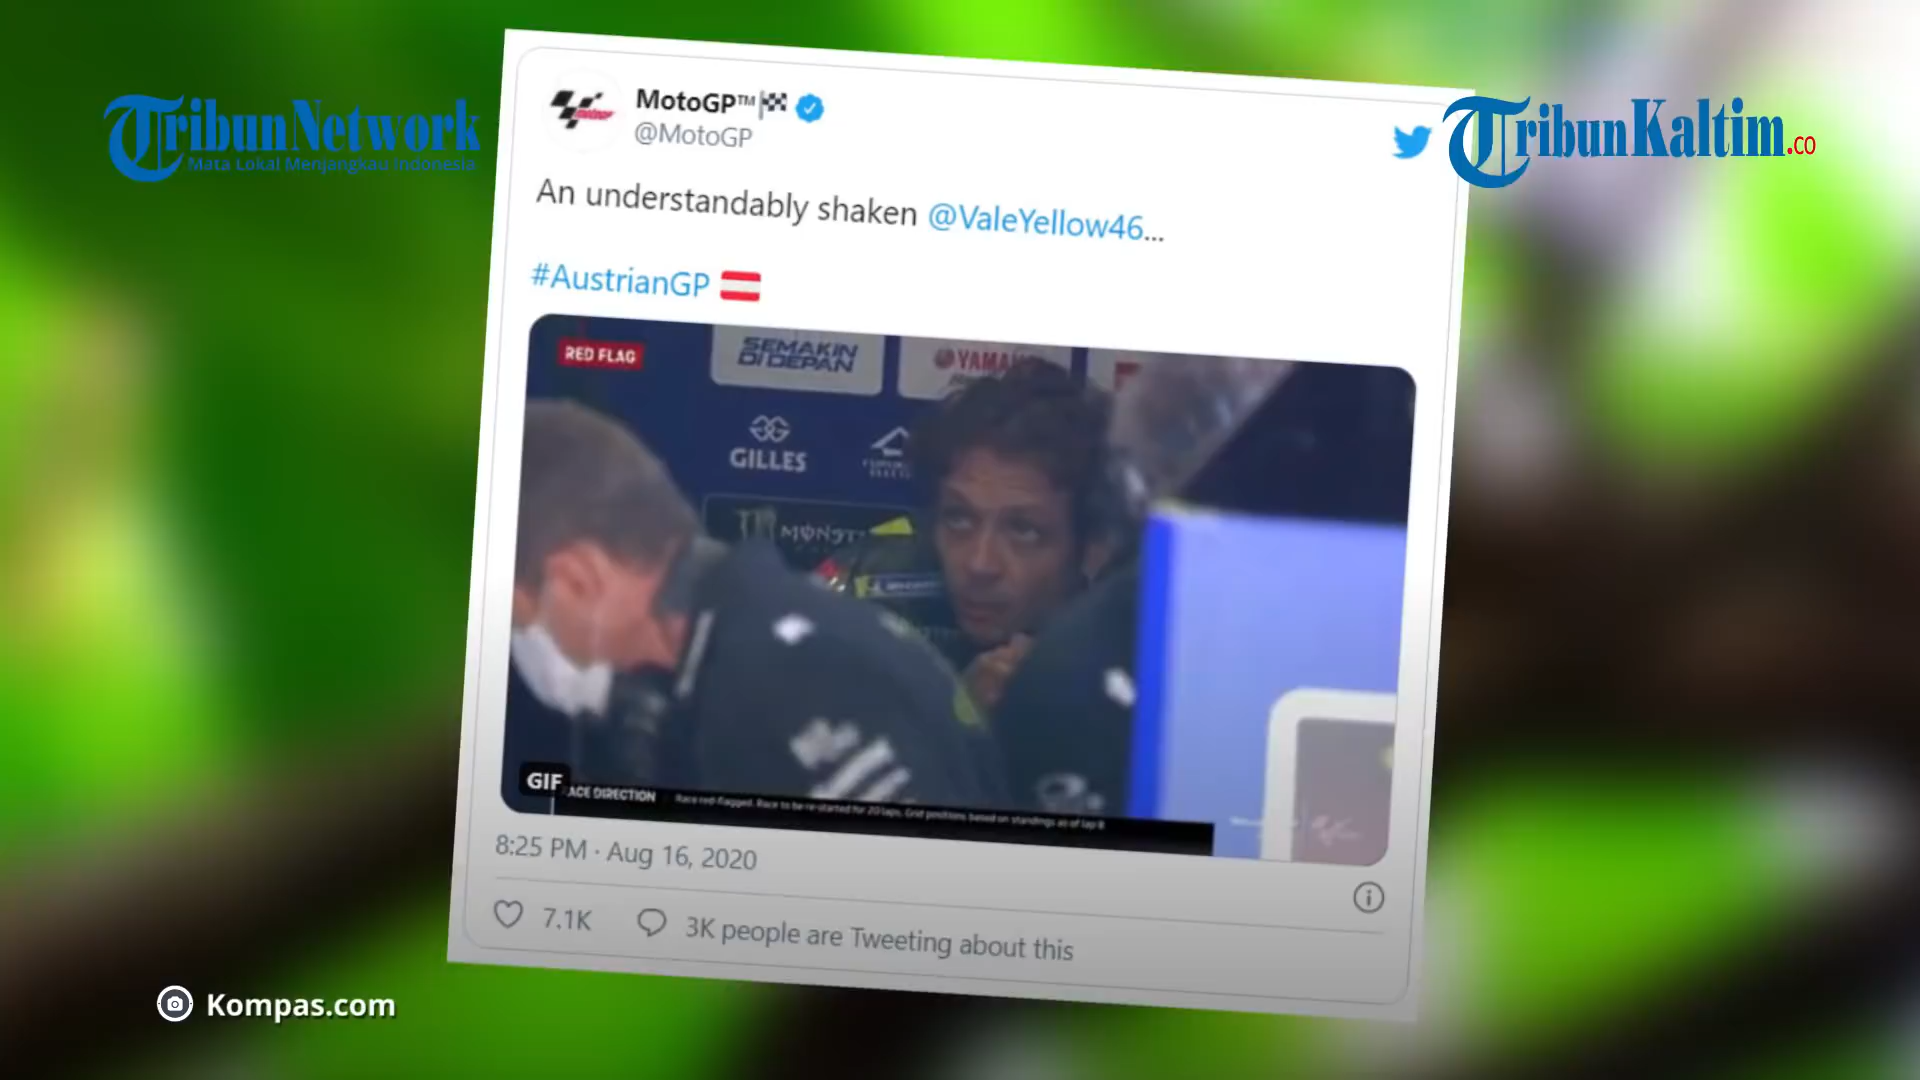 TribunNetwork
Mata Lokal Menjangkau Indonesia
TribunKaltim.co
MotoGP™
@MotoGP
An understandably shaken @ValeYellow46...
#AustrianGP
RED FLAG
SEMAKIN
DI DEPAN
YAMAHA
GILLES
MONST
GIF
ACE DIRECTION
Race red-flagged. Race to be re-started for 20 laps. Grid positions based on standings as of lap 8
8:25 PM · Aug 16, 2020
7.1K
3K people are Tweeting about this
Kompas.com